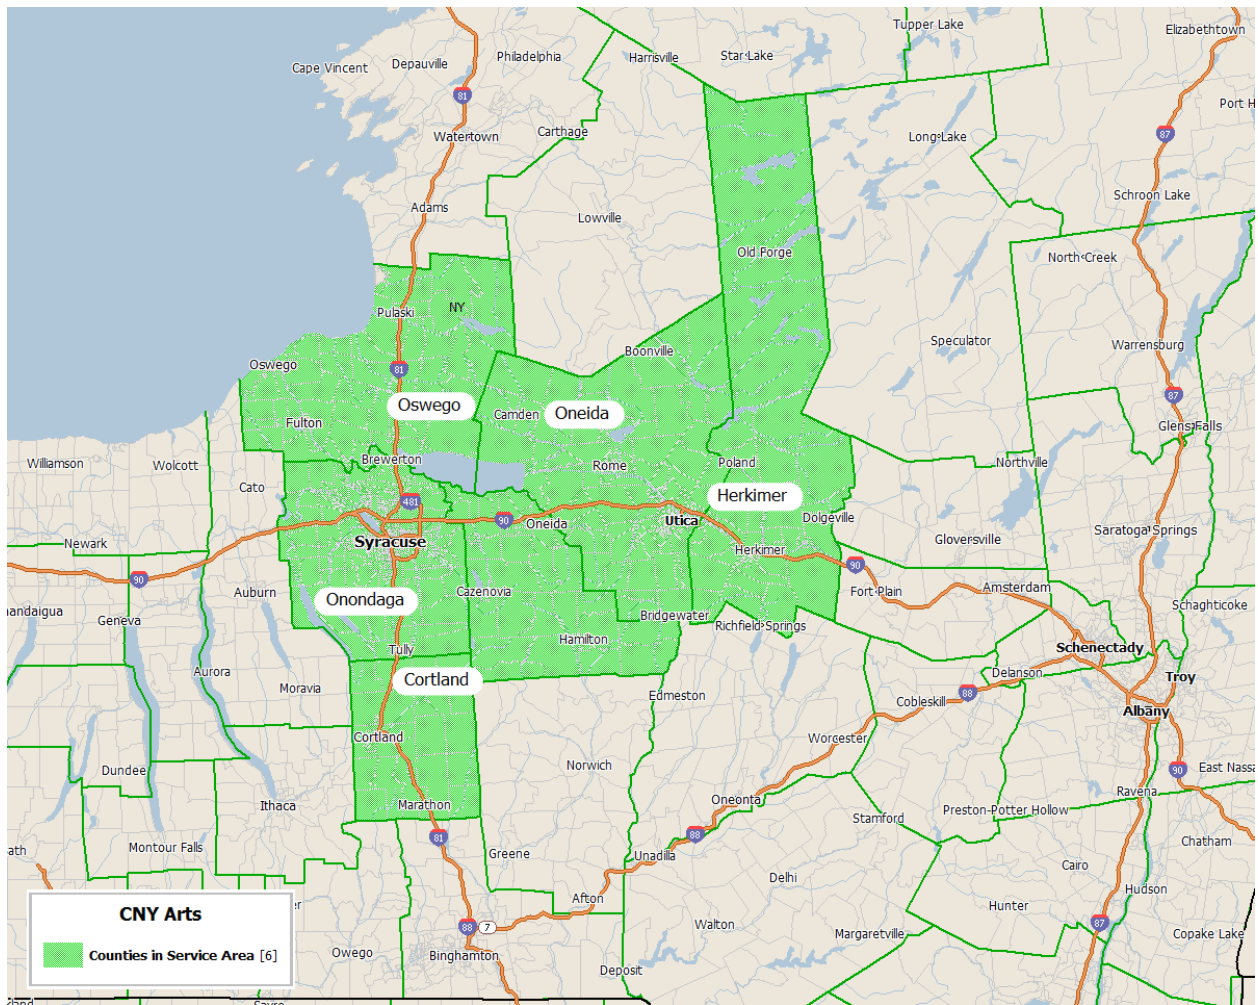 Tupper Lake
Elizabethtown
Philadelphia
Harrisville
Star Lake
Depauville
Cape Vincent
81
Port H
Watertown
Carthage
Long Lake
87
Schroon Lake
Adams
Lowville
Old Forge
North Creek
NY
Pulaski
Speculator
Warrensburg
Boonville
Oswego
81
87
Oswego
Oneida
Camden
Fulton
Glens Falls
Brewerton
Rome
Poland
Northville
Williamson
Wolcott
Cato
Herkimer
481
90
Oneida
Utica
Dolgeville
Saratoga Springs
Newark
Syracuse
Herkimer
Gloversville
90
90
Auburn
Cazenovia
Fort Plain
Amsterdam
Onondaga
Schaghticoke
nandaigua
Geneva
Bridgewater
Richfield Springs
Hamilton
Tully
Schenectady
Aurora
Delanson
Troy
Moravia
Cortland
Edmeston
Cobleskill
88
Albany
Cortland
Worcester
Norwich
Dundee
90
East Nassa
Ithaca
Marathon
Oneonta
Ravena
Preston-Potter Hollow
Stamford
81
88
Montour Falls
Chatham
ath
Greene
Unadilla
Cairo
Delhi
Hudson
Afton
Hunter
CNY Arts
er
88
7
Walton
87
Margaretville
Copake Lake
Counties in Service Area [6]
Owego
Binghamton
Deposit